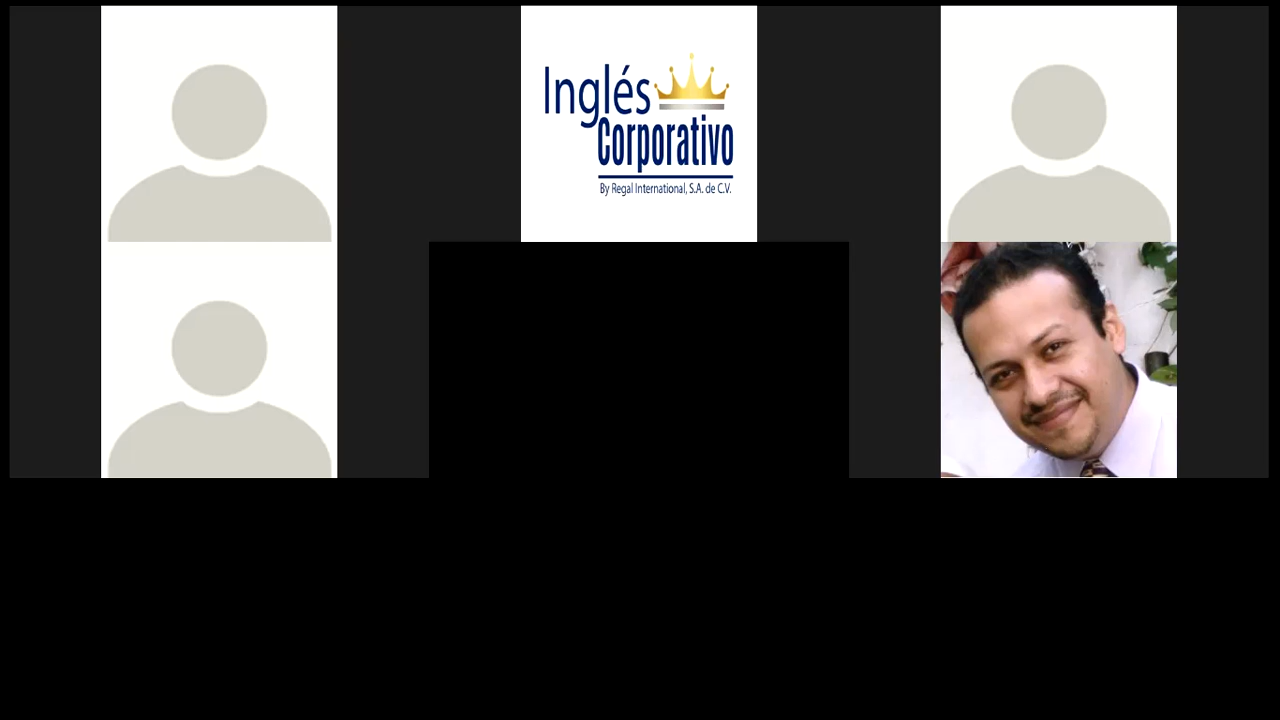 Inglés
Corporativo
By Regal International, S.A. de C.V.